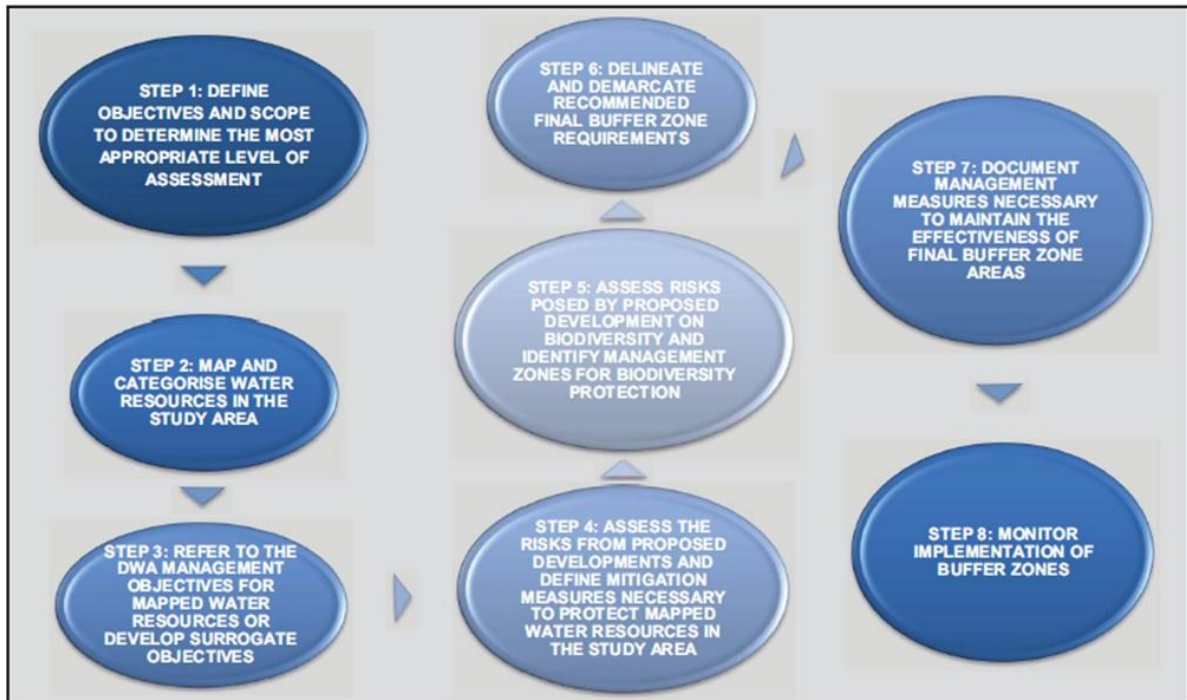 STEP 1: DEFINE
OBJECTIVES AND SCOPE
TO DETERMINE THE MOST
APPROPRIATE LEVEL OF
ASSESSMENT
STEP 2: MAP AND
CATEGORISE WATER
RESOURCES IN THE
STUDY AREA
STEP 3: REFER TO THE
DWA MANAGEMENT
OBJECTIVES FOR
MAPPED WATER
RESOURCES OR
DEVELOP SURROGATE
OBJECTIVES
STEP 4: ASSESS THE
RISKS FROM PROPOSED
DEVELOPMENTS AND
DEFINE MITIGATION
MEASURES NECESSARY
TO PROTECT MAPPED
WATER RESOURCES IN
THE STUDY AREA
STEP 5: ASSESS RISKS
POSED BY PROPOSED
DEVELOPMENT ON
BIODIVERSITY AND
IDENTIFY MANAGEMENT
ZONES FOR BIODIVERSITY
PROTECTION
STEP 6: DELINEATE
AND DEMARCATE
RECOMMENDED
FINAL BUFFER ZONE
REQUIREMENTS
STEP 7: DOCUMENT
MANAGEMENT
MEASURES NECESSARY
TO MAINTAIN THE
EFFECTIVENESS OF
FINAL BUFFER ZONE
AREAS
STEP 8: MONITOR
IMPLEMENTATION OF
BUFFER ZONES